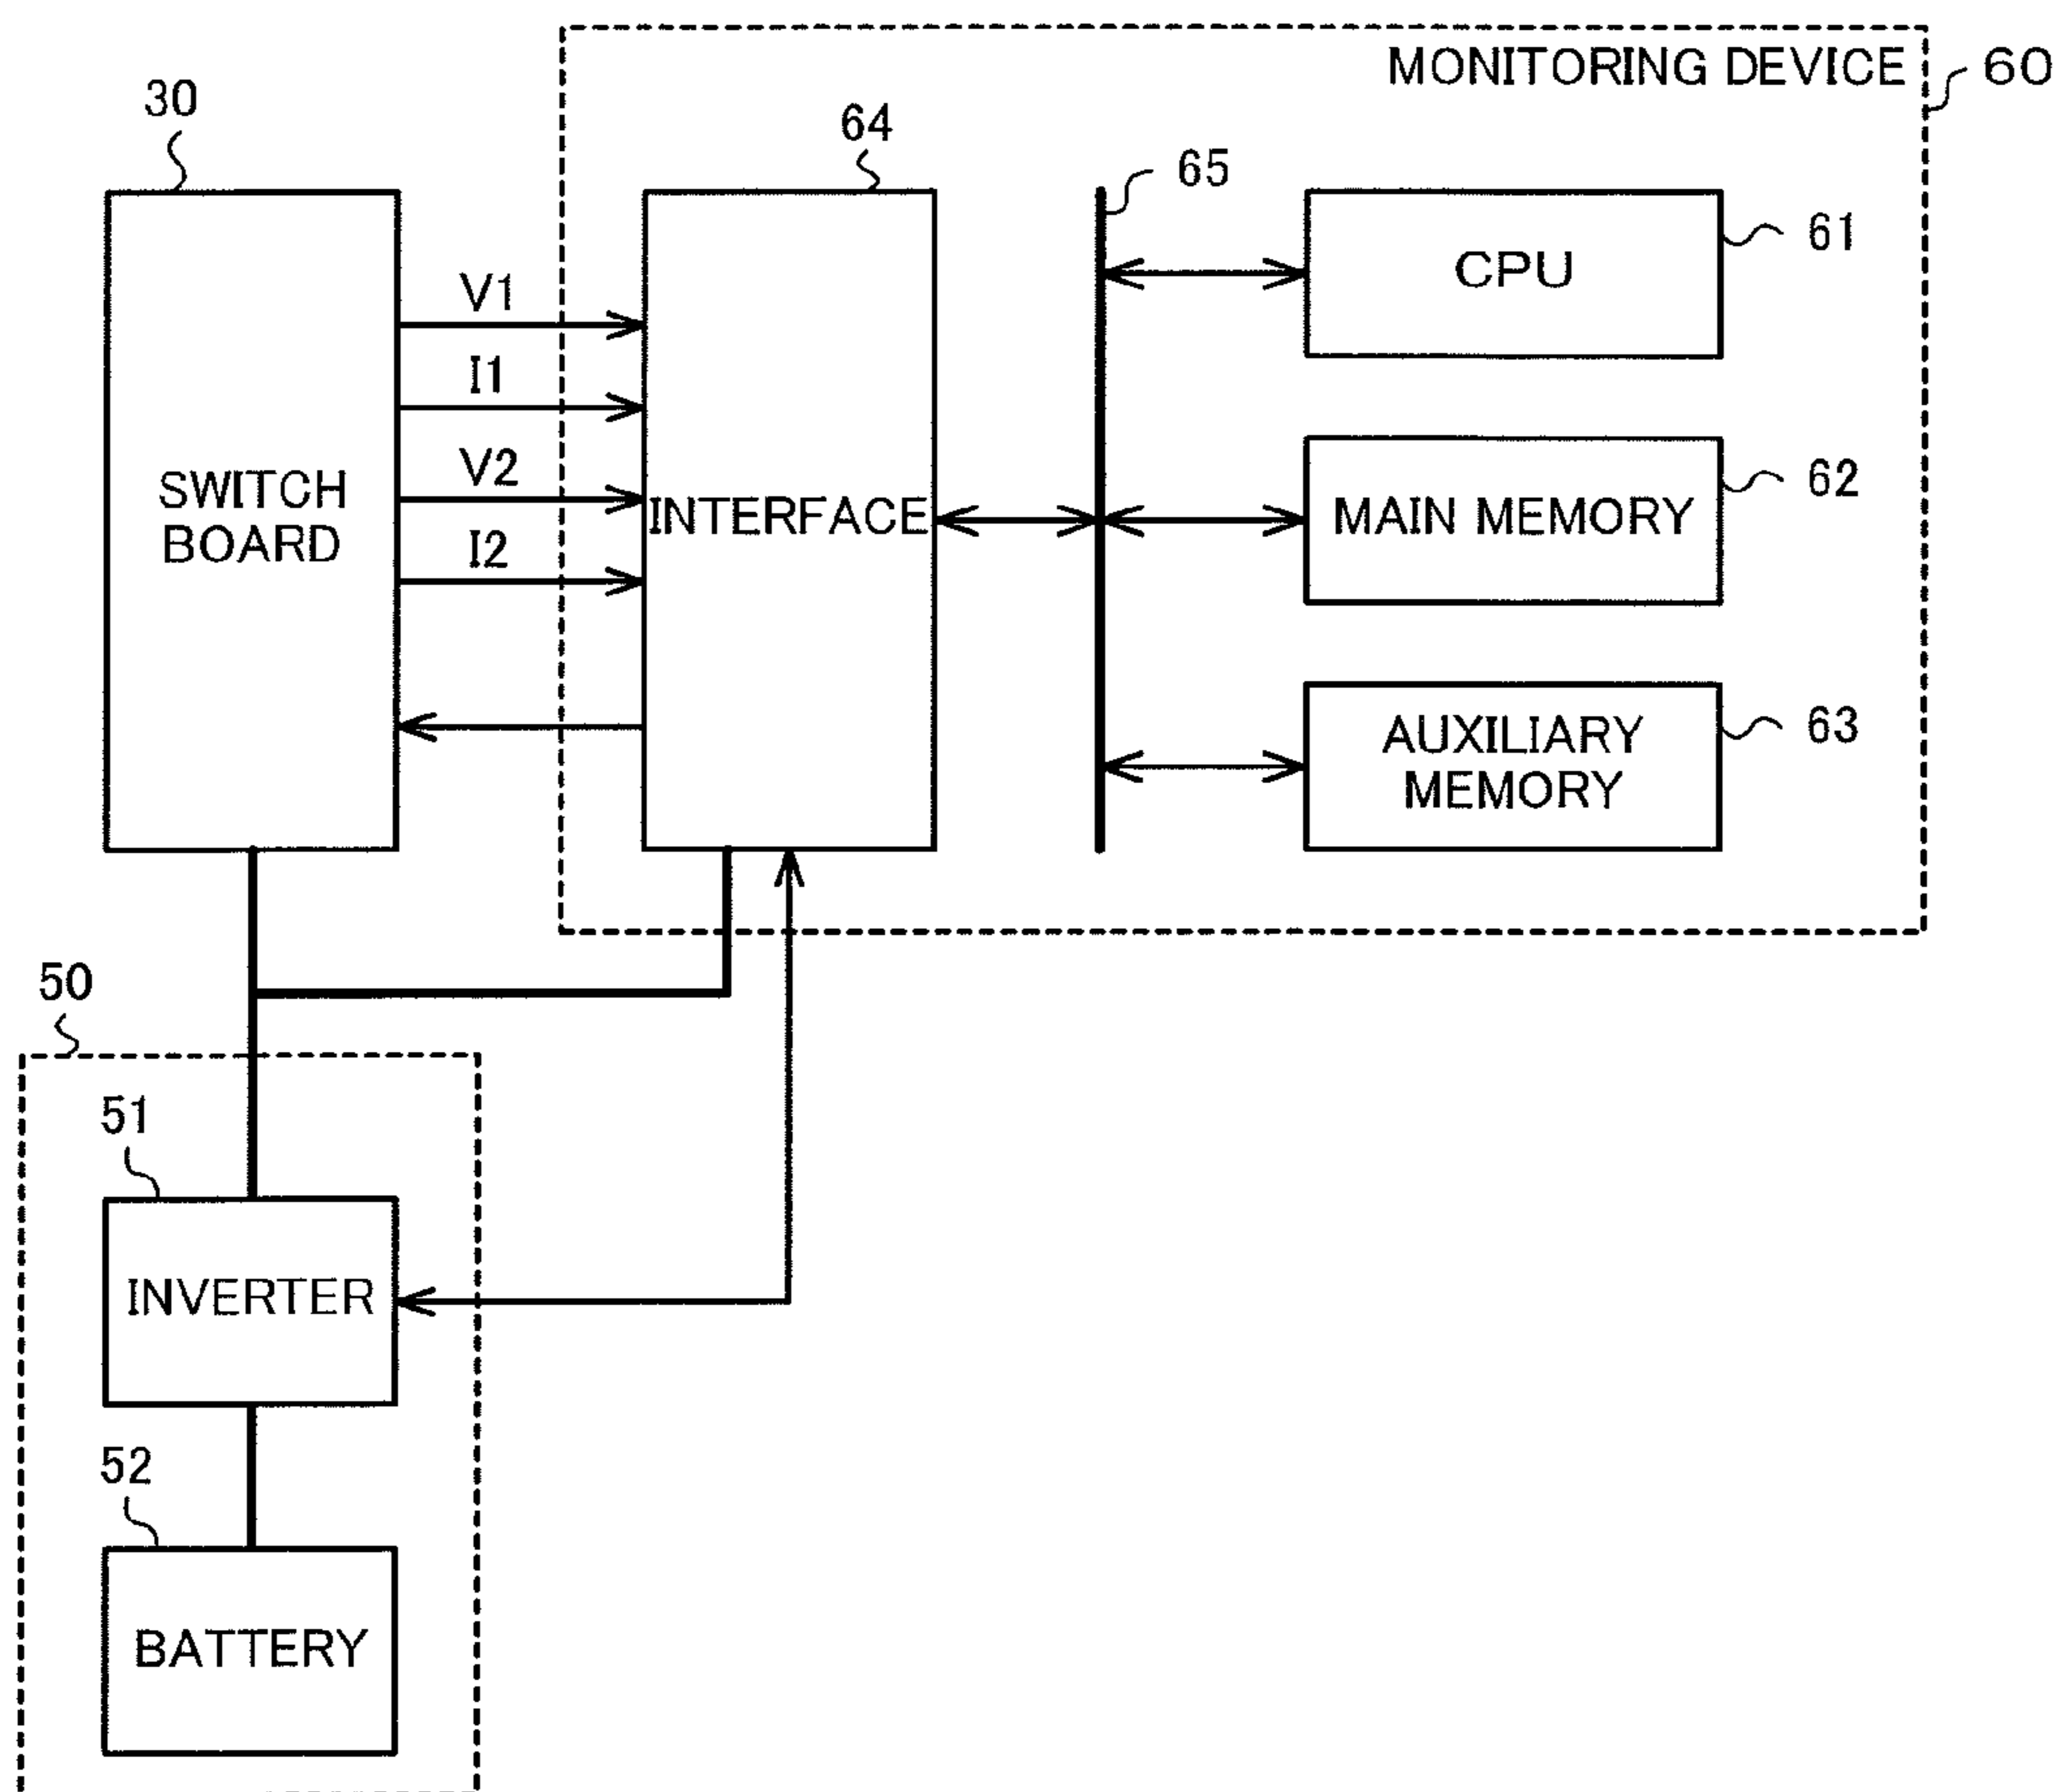 MONITORING DEVICE
60
30
64
65
61
CPU
V1
I1
V2
I2
SWITCH
BOARD
INTERFACE
62
MAIN MEMORY
63
AUXILIARY
MEMORY
50
51
INVERTER
52
BATTERY